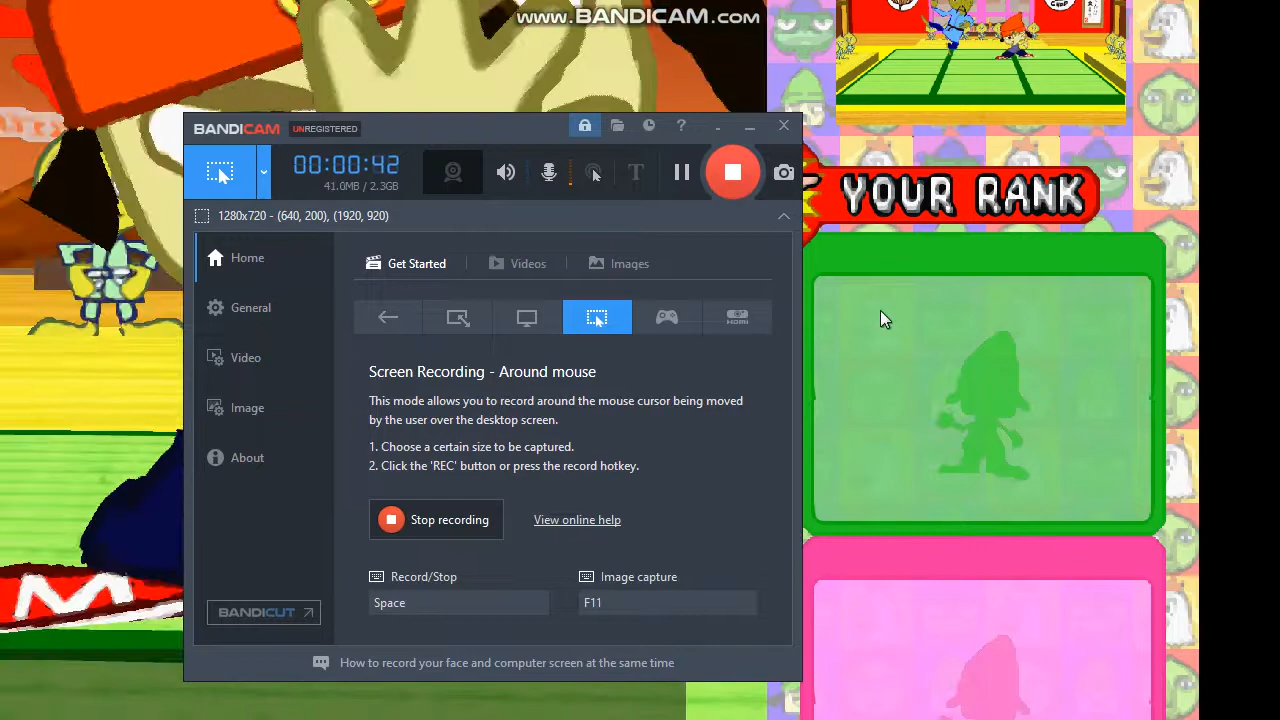 www.BANDICAM.com
BANDICAM UNREGISTERED
00:00:42
41.0MB / 2.3GB
1280x720 - (640, 200), (1920, 920)
YOUR RANK
Home
General
Video
Image
About
BANDICUT
Get Started
Videos
Images
HDMI
Screen Recording - Around mouse
This mode allows you to record around the mouse cursor being moved
by the user over the desktop screen.
1. Choose a certain size to be captured.
2. Click the 'REC' button or press the record hotkey.
Stop recording
View online help
Record/Stop
Image capture
Space
F11
How to record your face and computer screen at the same time